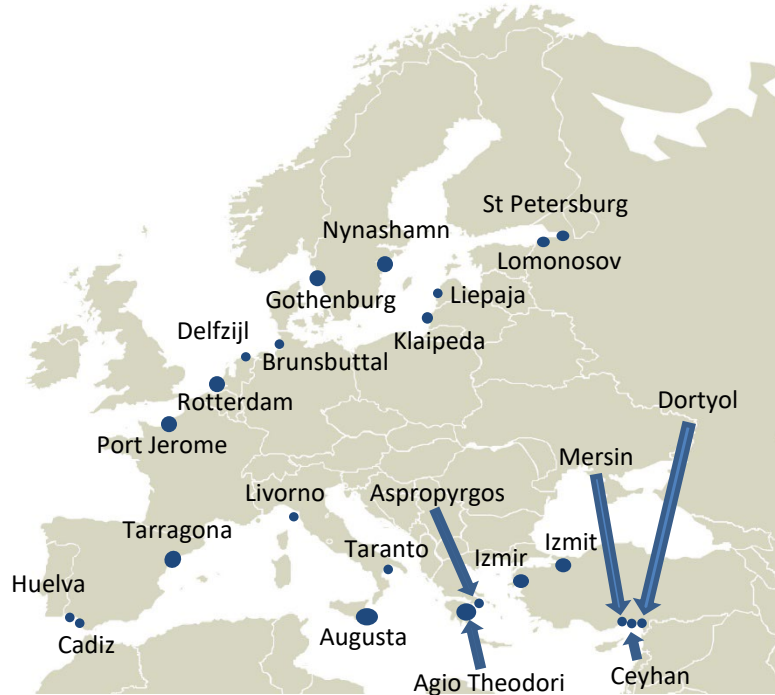 St Petersburg
Nynashamn
Lomonosov
Gothenburg
Liepaja
Delfzijl
Klaipeda
Brunsbuttal
Rotterdam
Dortyol
Port Jerome
Mersin
Livorno
Aspropyrgos
Tarragona
Taranto
Izmir
Izmit
Huelva
Cadiz
Augusta
Agio Theodori
Ceyhan